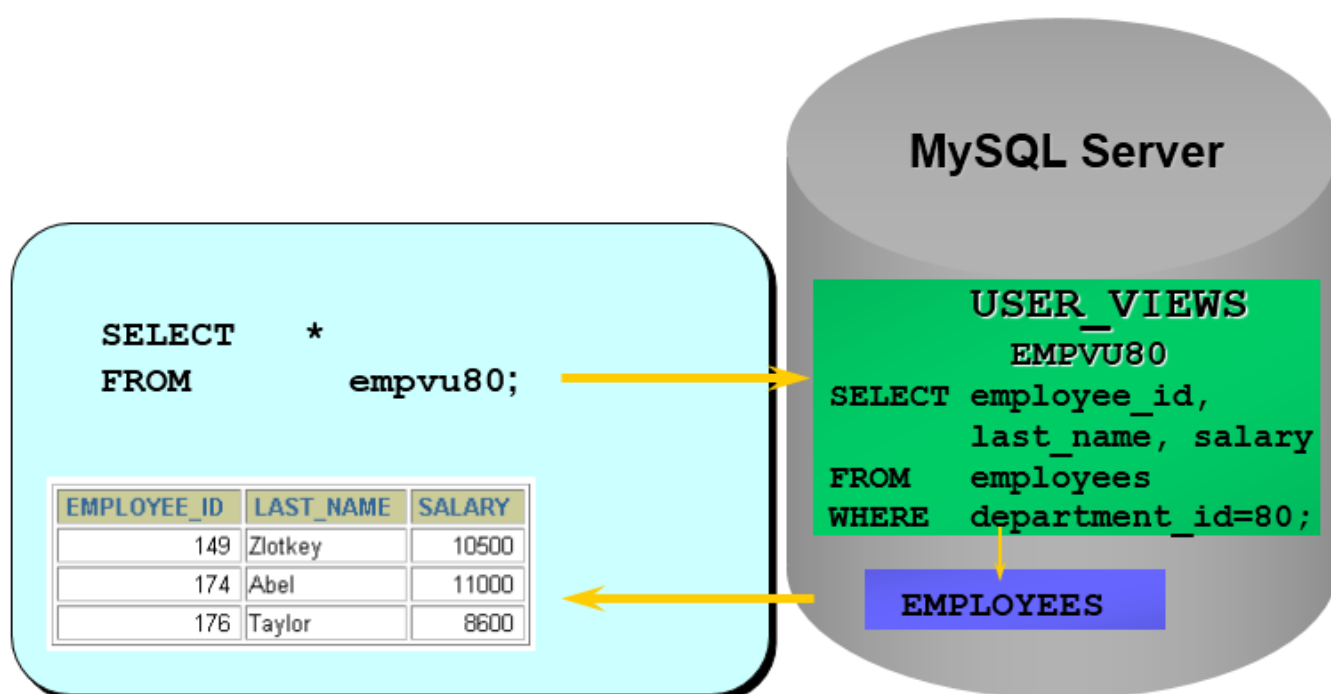 MySQL Server
SELECT *
FROM empvu80;
EMPLOYEE_ID LAST_NAME SALARY
149 Zlotkey 10500
174 Abel 11000
176 Taylor 8600
USER_VIEWS
EMPVU80
SELECT employee_id,
last_name, salary
FROM employees
WHERE department_id=80;
EMPLOYEES